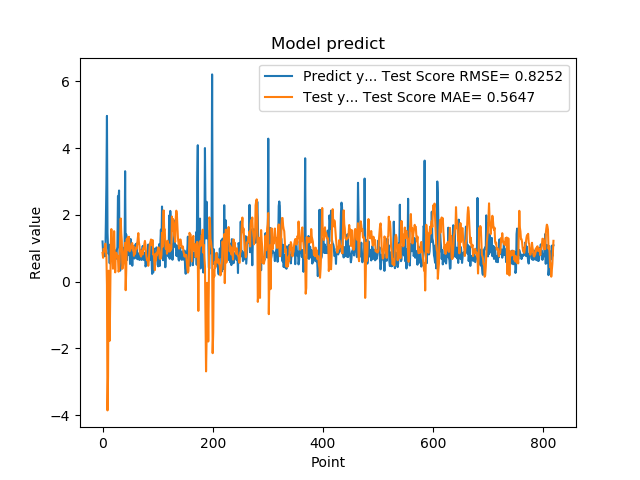 Model predict
Predict y... Test Score RMSE= 0.8252
Test y... Test Score MAE= 0.5647
Real value
6
4
2
0
−2
−4
0 200 400 600 800
Point